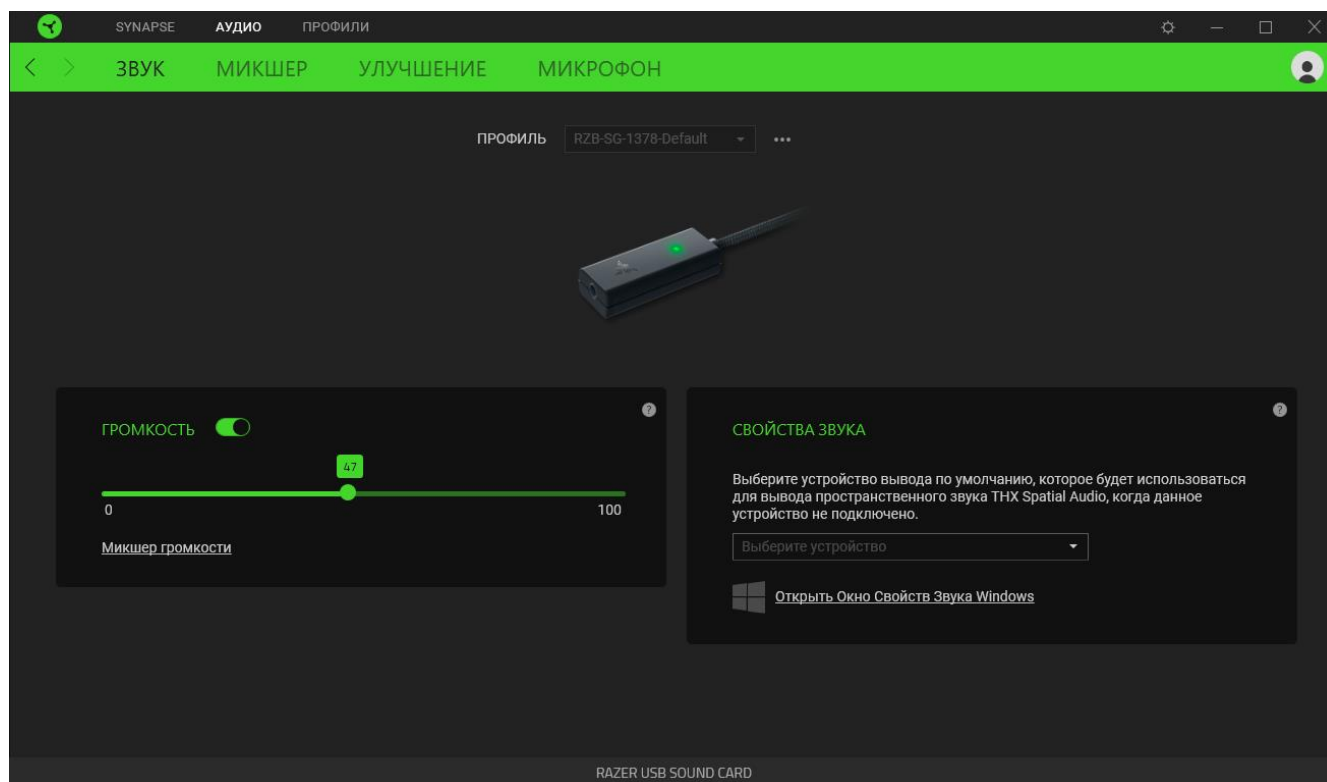 SYNAPSE АУДИО ПРОФИЛИ
ЗВУК МИКШЕР УЛУЧШЕНИЕ МИКРОФОН
ПРОФИЛЬ RZB-SG-1378-Default
ГРОМКОСТЬ
47
0 100
Микшер громкости
СВОЙСТВА ЗВУКА
Выберите устройство вывода по умолчанию, которое будет использоваться
для вывода пространственного звука THX Spatial Audio, когда данное
устройство не подключено.
Выберите устройство
Открыть Окно Свойств Звука Windows
RAZER USB SOUND CARD